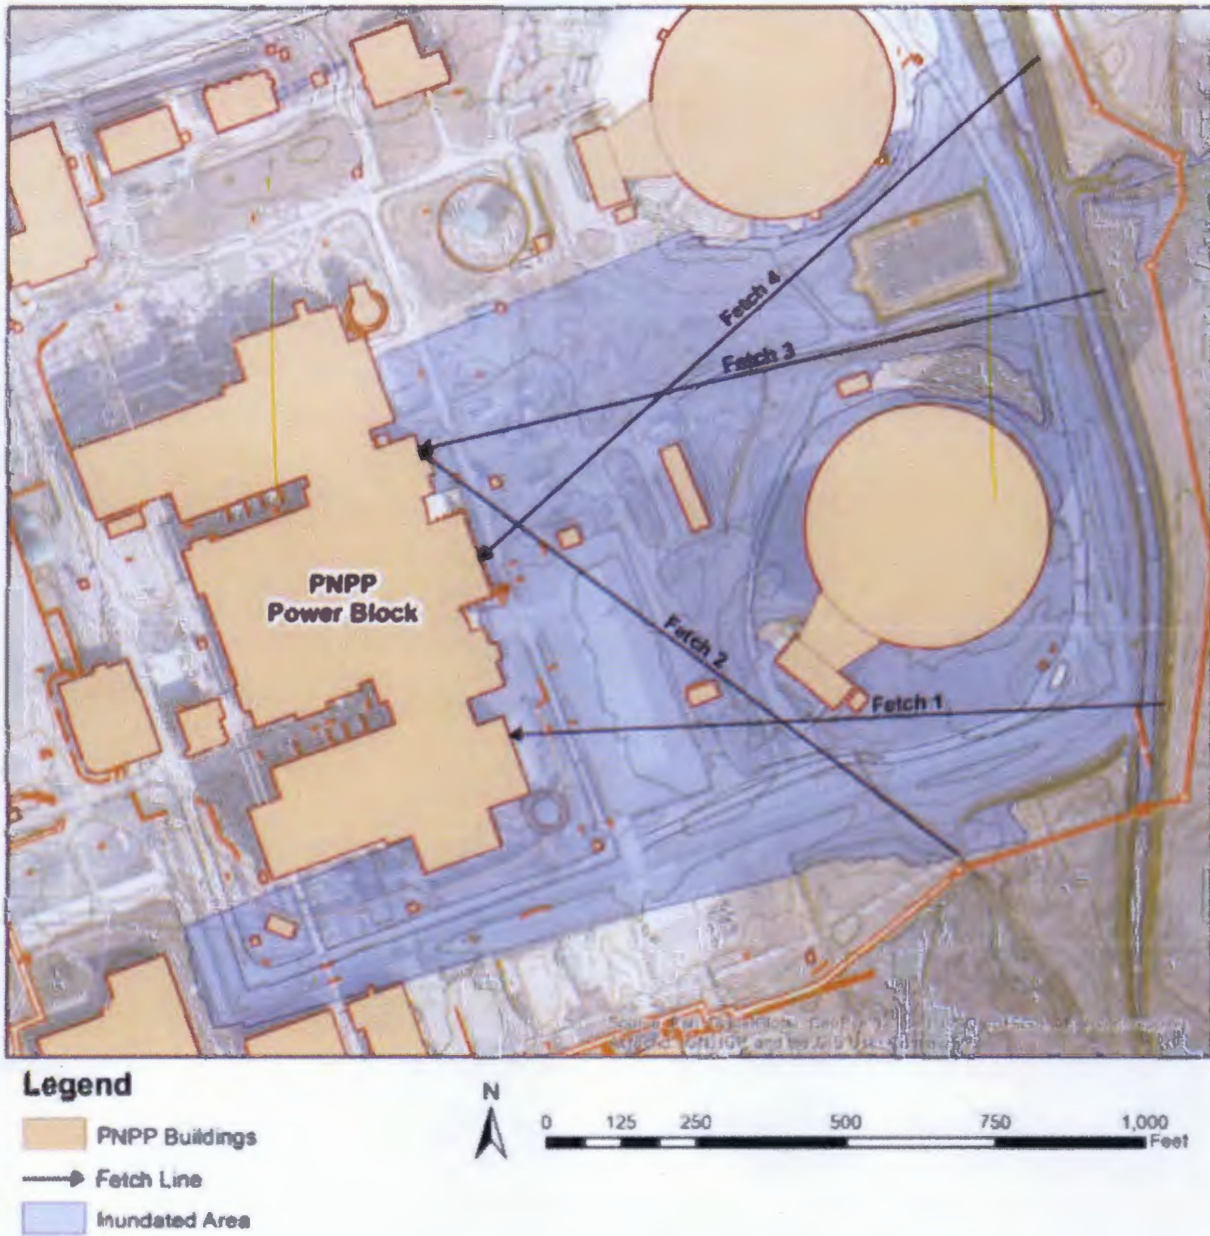 Fetch 4
Fetch 3
PNPP
Power Block
Fetch 2
Fetch 1
Legend
PNPP Buildings
Fetch Line
Inundated Area
N
0 125 250 500 750 1,000
Feet